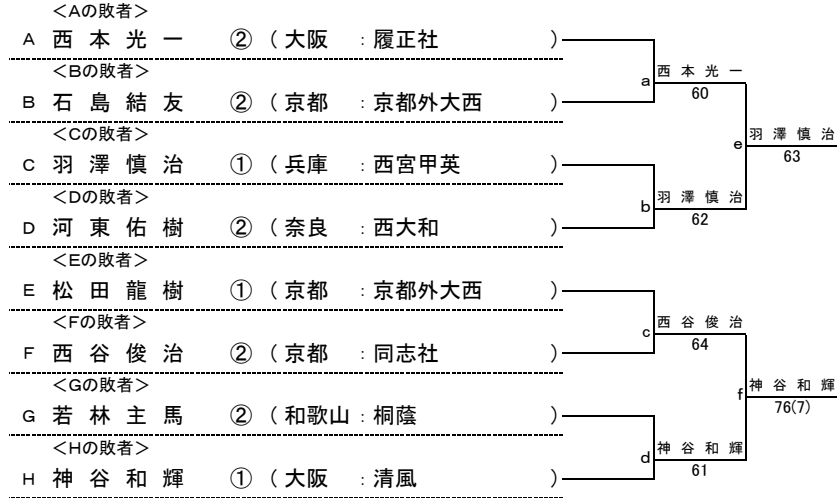 <Aの敗者>
A 西本光一 ② ( 大阪 : 履正社 )
<Bの敗者>
a 西本光一
60
B 石島結友 ② ( 京都 : 京都外大西 )
<Cの敗者>
e 羽澤慎治
63
C 羽澤慎治 ① ( 兵庫 : 西宮甲英 )
<Dの敗者>
b 羽澤慎治
62
D 河東佑樹 ② ( 奈良 : 西大和 )
<Eの敗者>
E 松田龍樹 ① ( 京都 : 京都外大西 )
<Fの敗者>
c 西谷俊治
64
F 西谷俊治 ② ( 京都 : 同志社 )
<Gの敗者>
f 神谷和輝
76(7)
G 若林主馬 ② ( 和歌山 : 桐蔭 )
<Hの敗者>
d 神谷和輝
61
H 神谷和輝 ① ( 大阪 : 清風 )